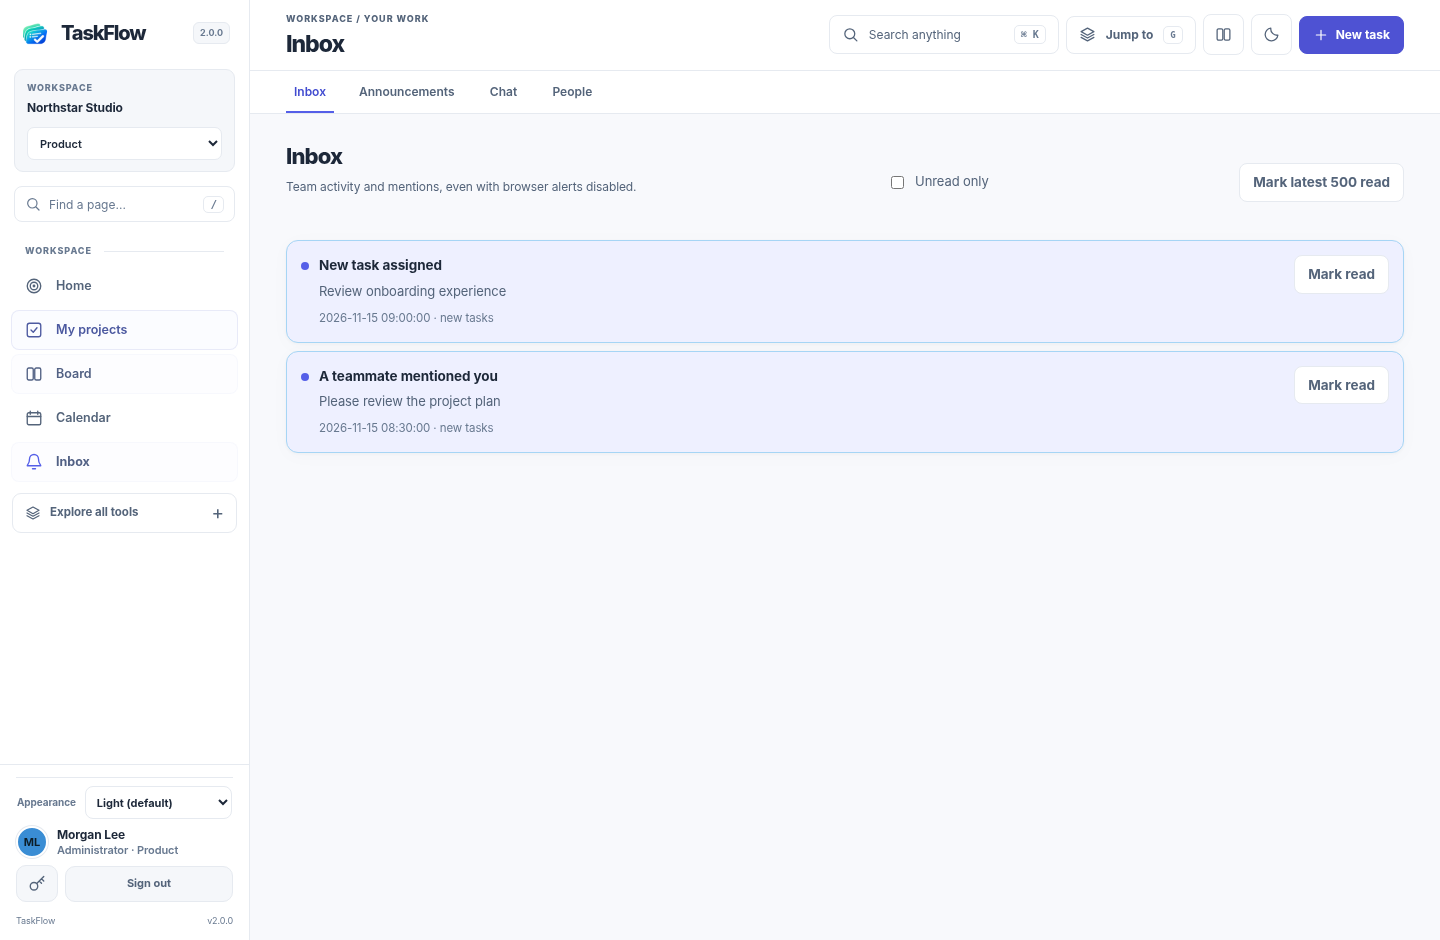 TaskFlow
2.0.0
WORKSPACE
Northstar Studio
Product
Find a page...
/
WORKSPACE
Home
My projects
Board
Calendar
Inbox
Explore all tools
+
Appearance
Light (default)
ML
Morgan Lee
Administrator · Product
Sign out
TaskFlow
v2.0.0
WORKSPACE / YOUR WORK
Inbox
Search anything
⌘ K
Jump to
G
+ New task
Inbox
Announcements
Chat
People
Inbox
Team activity and mentions, even with browser alerts disabled.
Unread only
Mark latest 500 read
New task assigned
Review onboarding experience
2026-11-15 09:00:00 · new tasks
Mark read
A teammate mentioned you
Please review the project plan
2026-11-15 08:30:00 · new tasks
Mark read